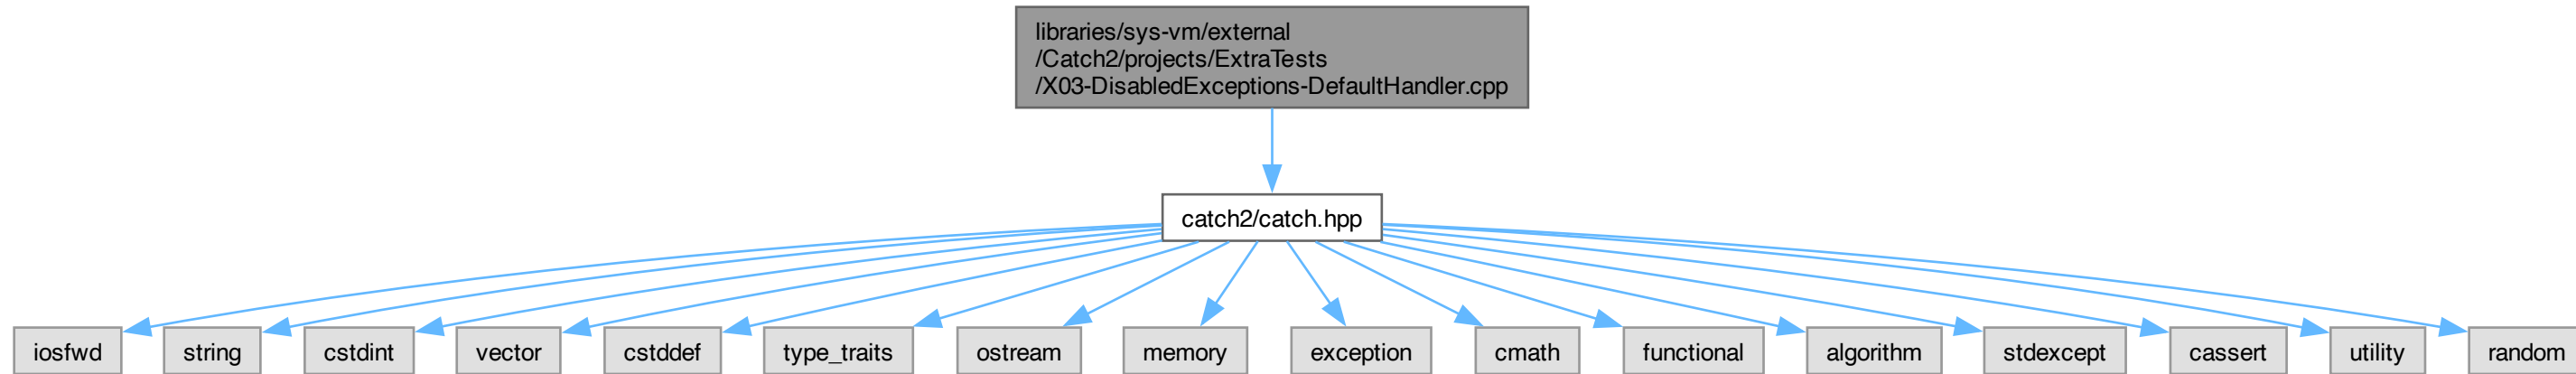 libraries/sys-vm/external
/Catch2/projects/ExtraTests
/X03-DisabledExceptions-DefaultHandler.cpp
catch2/catch.hpp
iosfwd
string
cstdint
vector
cstddef
type_traits
ostream
memory
exception
cmath
functional
algorithm
stdexcept
cassert
utility
random